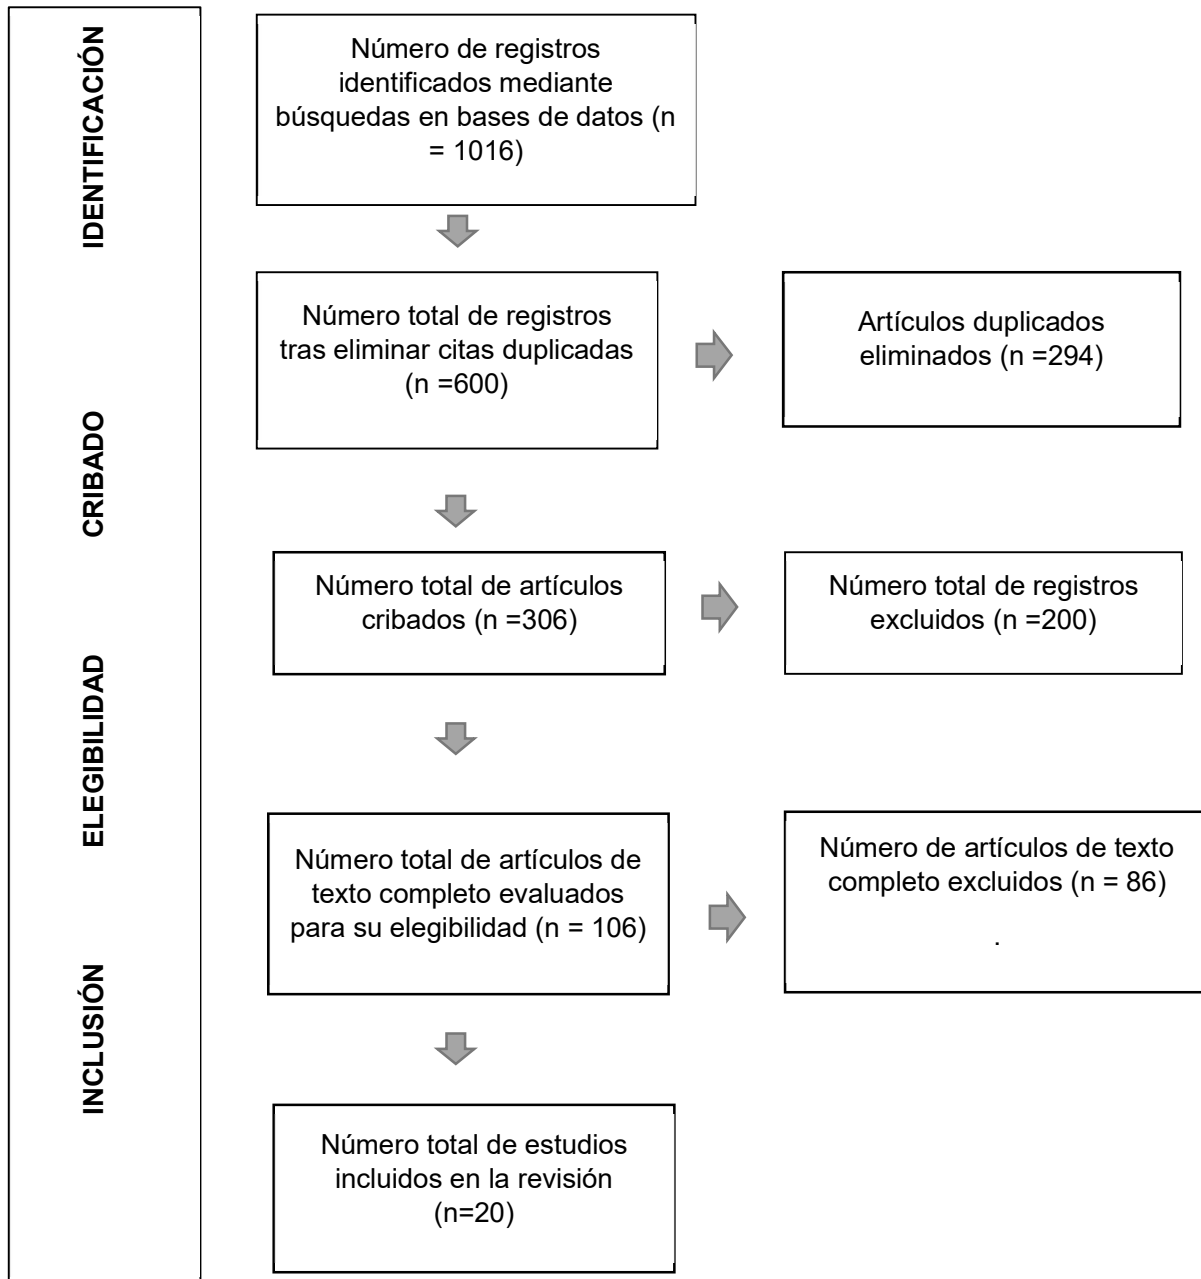 IDENTIFICACIÓN
Número de registros
identificados mediante
búsquedas en bases de datos (n
= 1016)
Número total de registros
tras eliminar citas duplicadas
(n =600)
Artículos duplicados
eliminados (n =294)
CRIBADO
Número total de artículos
cribados (n =306)
Número total de registros
excluidos (n =200)
ELEGIBILIDAD
Número total de artículos de
texto completo evaluados
para su elegibilidad (n = 106)
Número de artículos de texto
completo excluidos (n = 86)
.
INCLUSIÓN
Número total de estudios
incluidos en la revisión
(n=20)